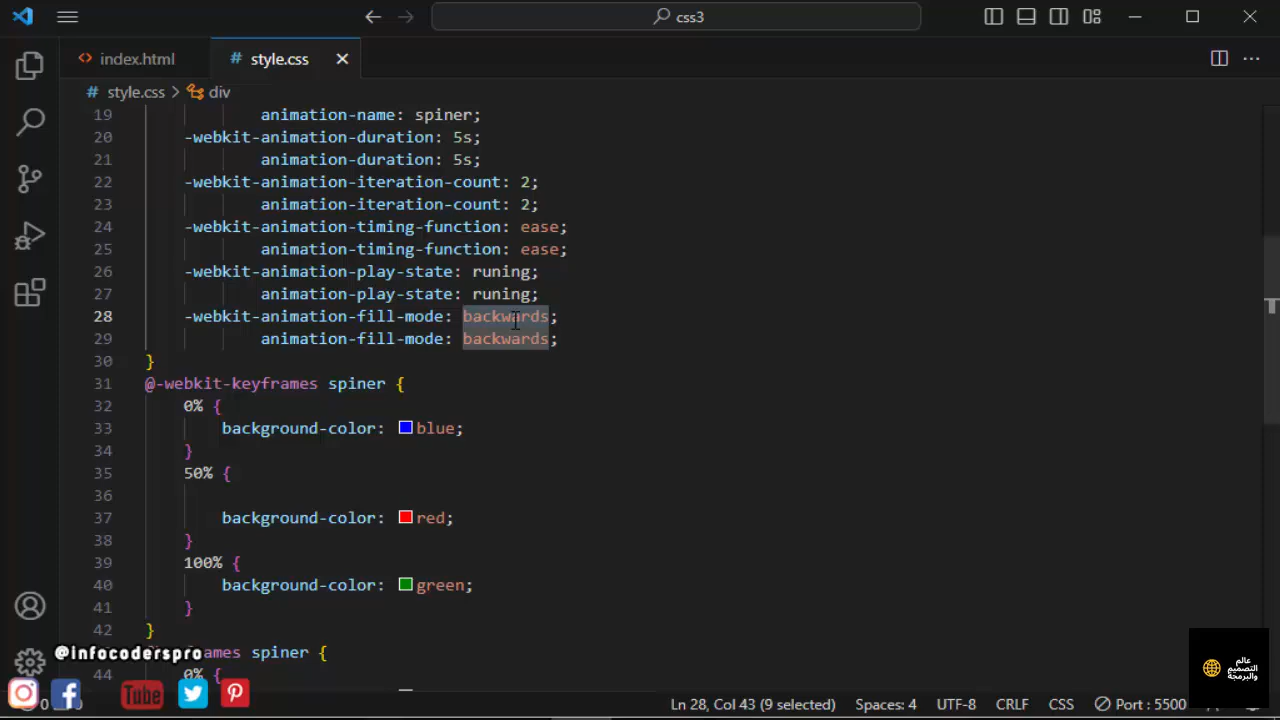 css3
index.html
style.css
style.css > div
19 animation-name: spiner;
20 -webkit-animation-duration: 5s;
21 animation-duration: 5s;
22 -webkit-animation-iteration-count: 2;
23 animation-iteration-count: 2;
24 -webkit-animation-timing-function: ease;
25 animation-timing-function: ease;
26 -webkit-animation-play-state: runing;
27 animation-play-state: runing;
28 -webkit-animation-fill-mode: backwards;
29 animation-fill-mode: backwards;
30 }
31 @-webkit-keyframes spiner {
32 0% {
33 background-color: blue;
34 }
35 50% {
36
37 background-color: red;
38 }
39 100% {
40 background-color: green;
41 }
42 }
ames spiner {
44 0% {
@infocoderspro
Tube
عالم
التصميم
والبرمجة
Ln 28, Col 43 (9 selected) Spaces: 4 UTF-8 CRLF CSS Port : 5500